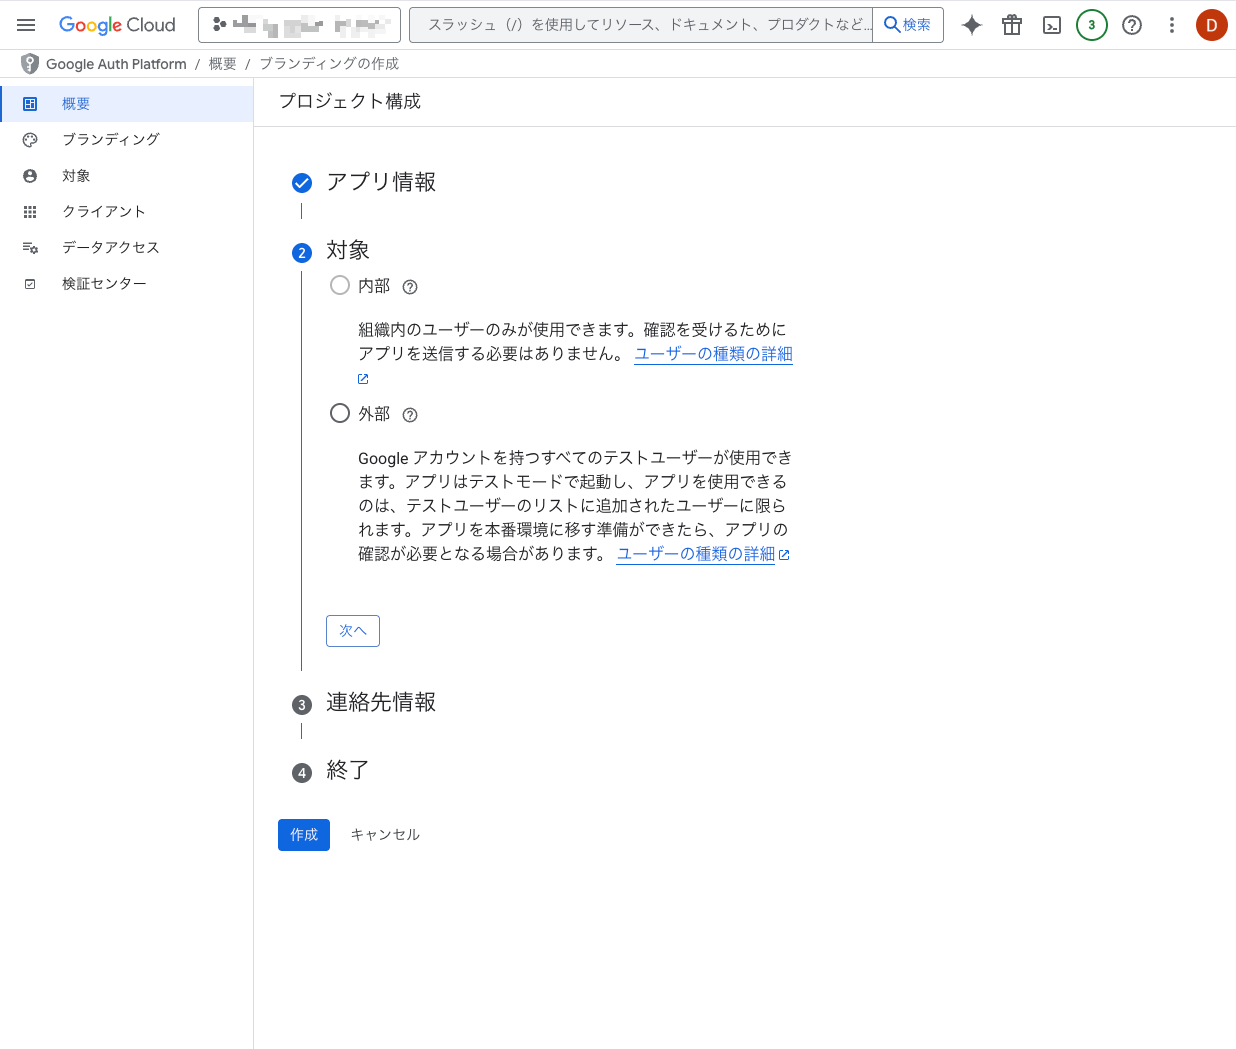 Google Cloud
スラッシュ（/）を使用してリソース、ドキュメント、プロダクトなど...
検索
3
D
Google Auth Platform / 概要 / ブランディングの作成
概要
ブランディング
対象
クライアント
データアクセス
検証センター
プロジェクト構成
アプリ情報
2 対象
内部
組織内のユーザーのみが使用できます。確認を受けるために
アプリを送信する必要はありません。 ユーザーの種類の詳細
外部
Google アカウントを持つすべてのテストユーザーが使用でき
ます。アプリはテストモードで起動し、アプリを使用できる
のは、テストユーザーのリストに追加されたユーザーに限ら
れます。アプリを本番環境に移す準備ができたら、アプリの
確認が必要となる場合があります。 ユーザーの種類の詳細
次へ
3 連絡先情報
4 終了
作成
キャンセル